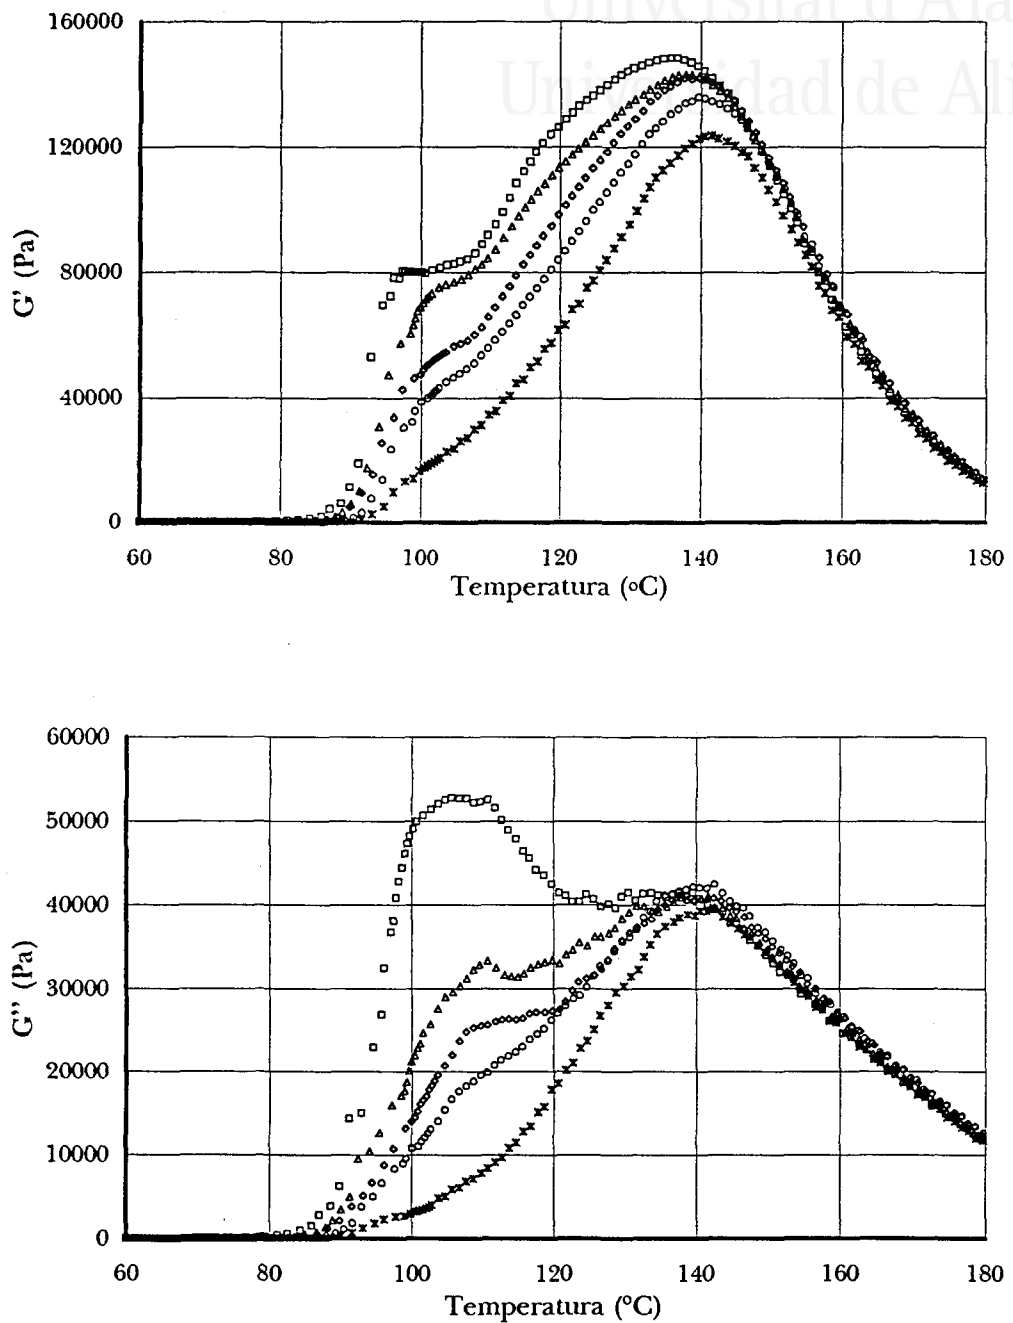 Universitat d'Ala
Universidad de Ali
160000
120000
80000
40000
0
G' (Pa)
60 80 100 120 140 160 180
Temperatura (ºC)
60000
50000
40000
30000
20000
10000
0
G'' (Pa)
60 80 100 120 140 160 180
Temperatura (ºC)